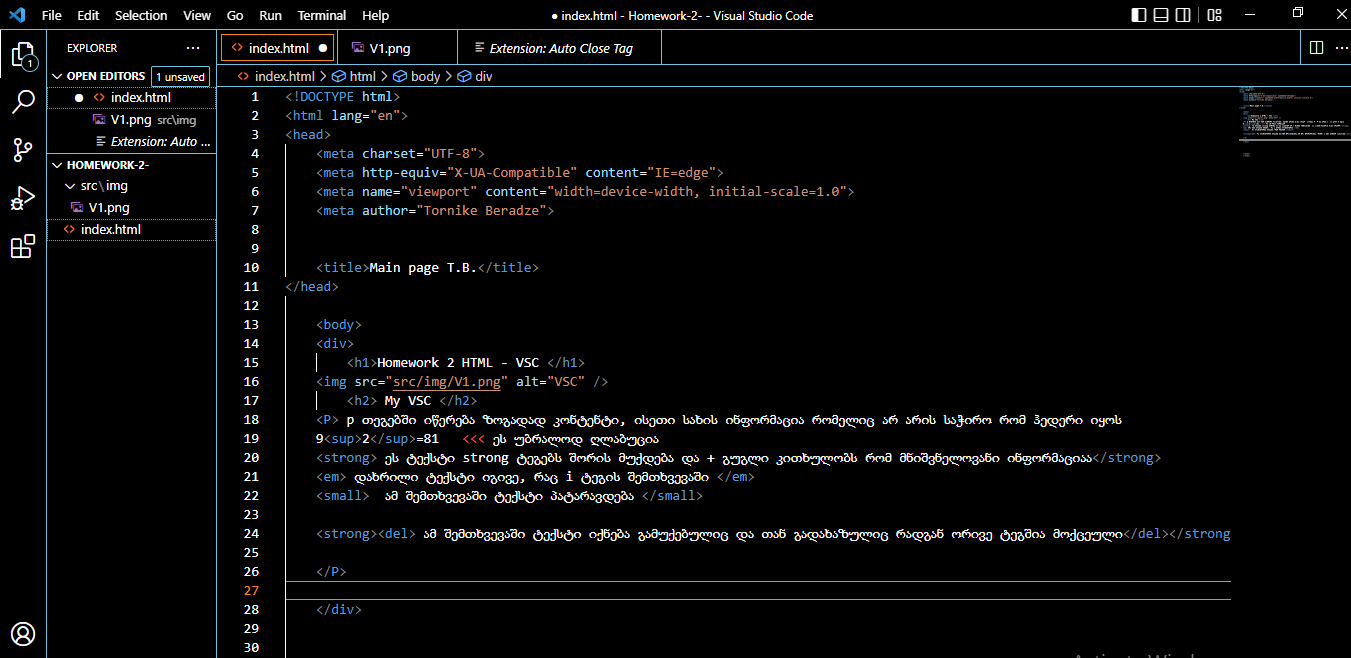 File Edit Selection View Go Run Terminal Help
● index.html - Homework-2- - Visual Studio Code
EXPLORER ...
index.html ●
V1.png
Extension: Auto Close Tag
...
OPEN EDITORS 1 unsaved
index.html > html > body > div
● index.html
V1.png src\img
Extension: Auto ...
HOMEWORK-2-
src\img
V1.png
index.html
1
1 <!DOCTYPE html>
2 <html lang="en">
3 <head>
4 <meta charset="UTF-8">
5 <meta http-equiv="X-UA-Compatible" content="IE=edge">
6 <meta name="viewport" content="width=device-width, initial-scale=1.0">
7 <meta author="Tornike Beradze">
8
9
10 <title>Main page T.B.</title>
11 </head>
12
13 <body>
14 <div>
15 <h1>Homework 2 HTML - VSC </h1>
16 <img src="src/img/V1.png" alt="VSC" />
17 <h2> My VSC </h2>
18 <P> p თეგებში იწერება ზოგადად კონტენტი, ისეთი სახის ინფორმაცია რომელიც არ არის საჭირო რომ ჰედერი იყოს
19 9<sup>2</sup>=81 <<< ეს უბრალოდ ღლაბუცია
20 <strong> ეს ტექსტი strong ტეგებს შორის მუქდება და + გუგლი კითხულობს რომ მნიშვნელოვანი ინფორმაციაა</strong>
21 <em> დახრილი ტექსტი იგივე, რაც i ტეგის შემთხვევაში </em>
22 <small> ამ შემთხვევაში ტექსტი პატარავდება </small>
23
24 <strong><del> ამ შემთხვევაში ტექსტი იქნება გამუქებულიც და თან გადახაზულიც რადგან ორივე ტეგშია მოქცეული</del></strong
25
26 </P>
27
28 </div>
29
30